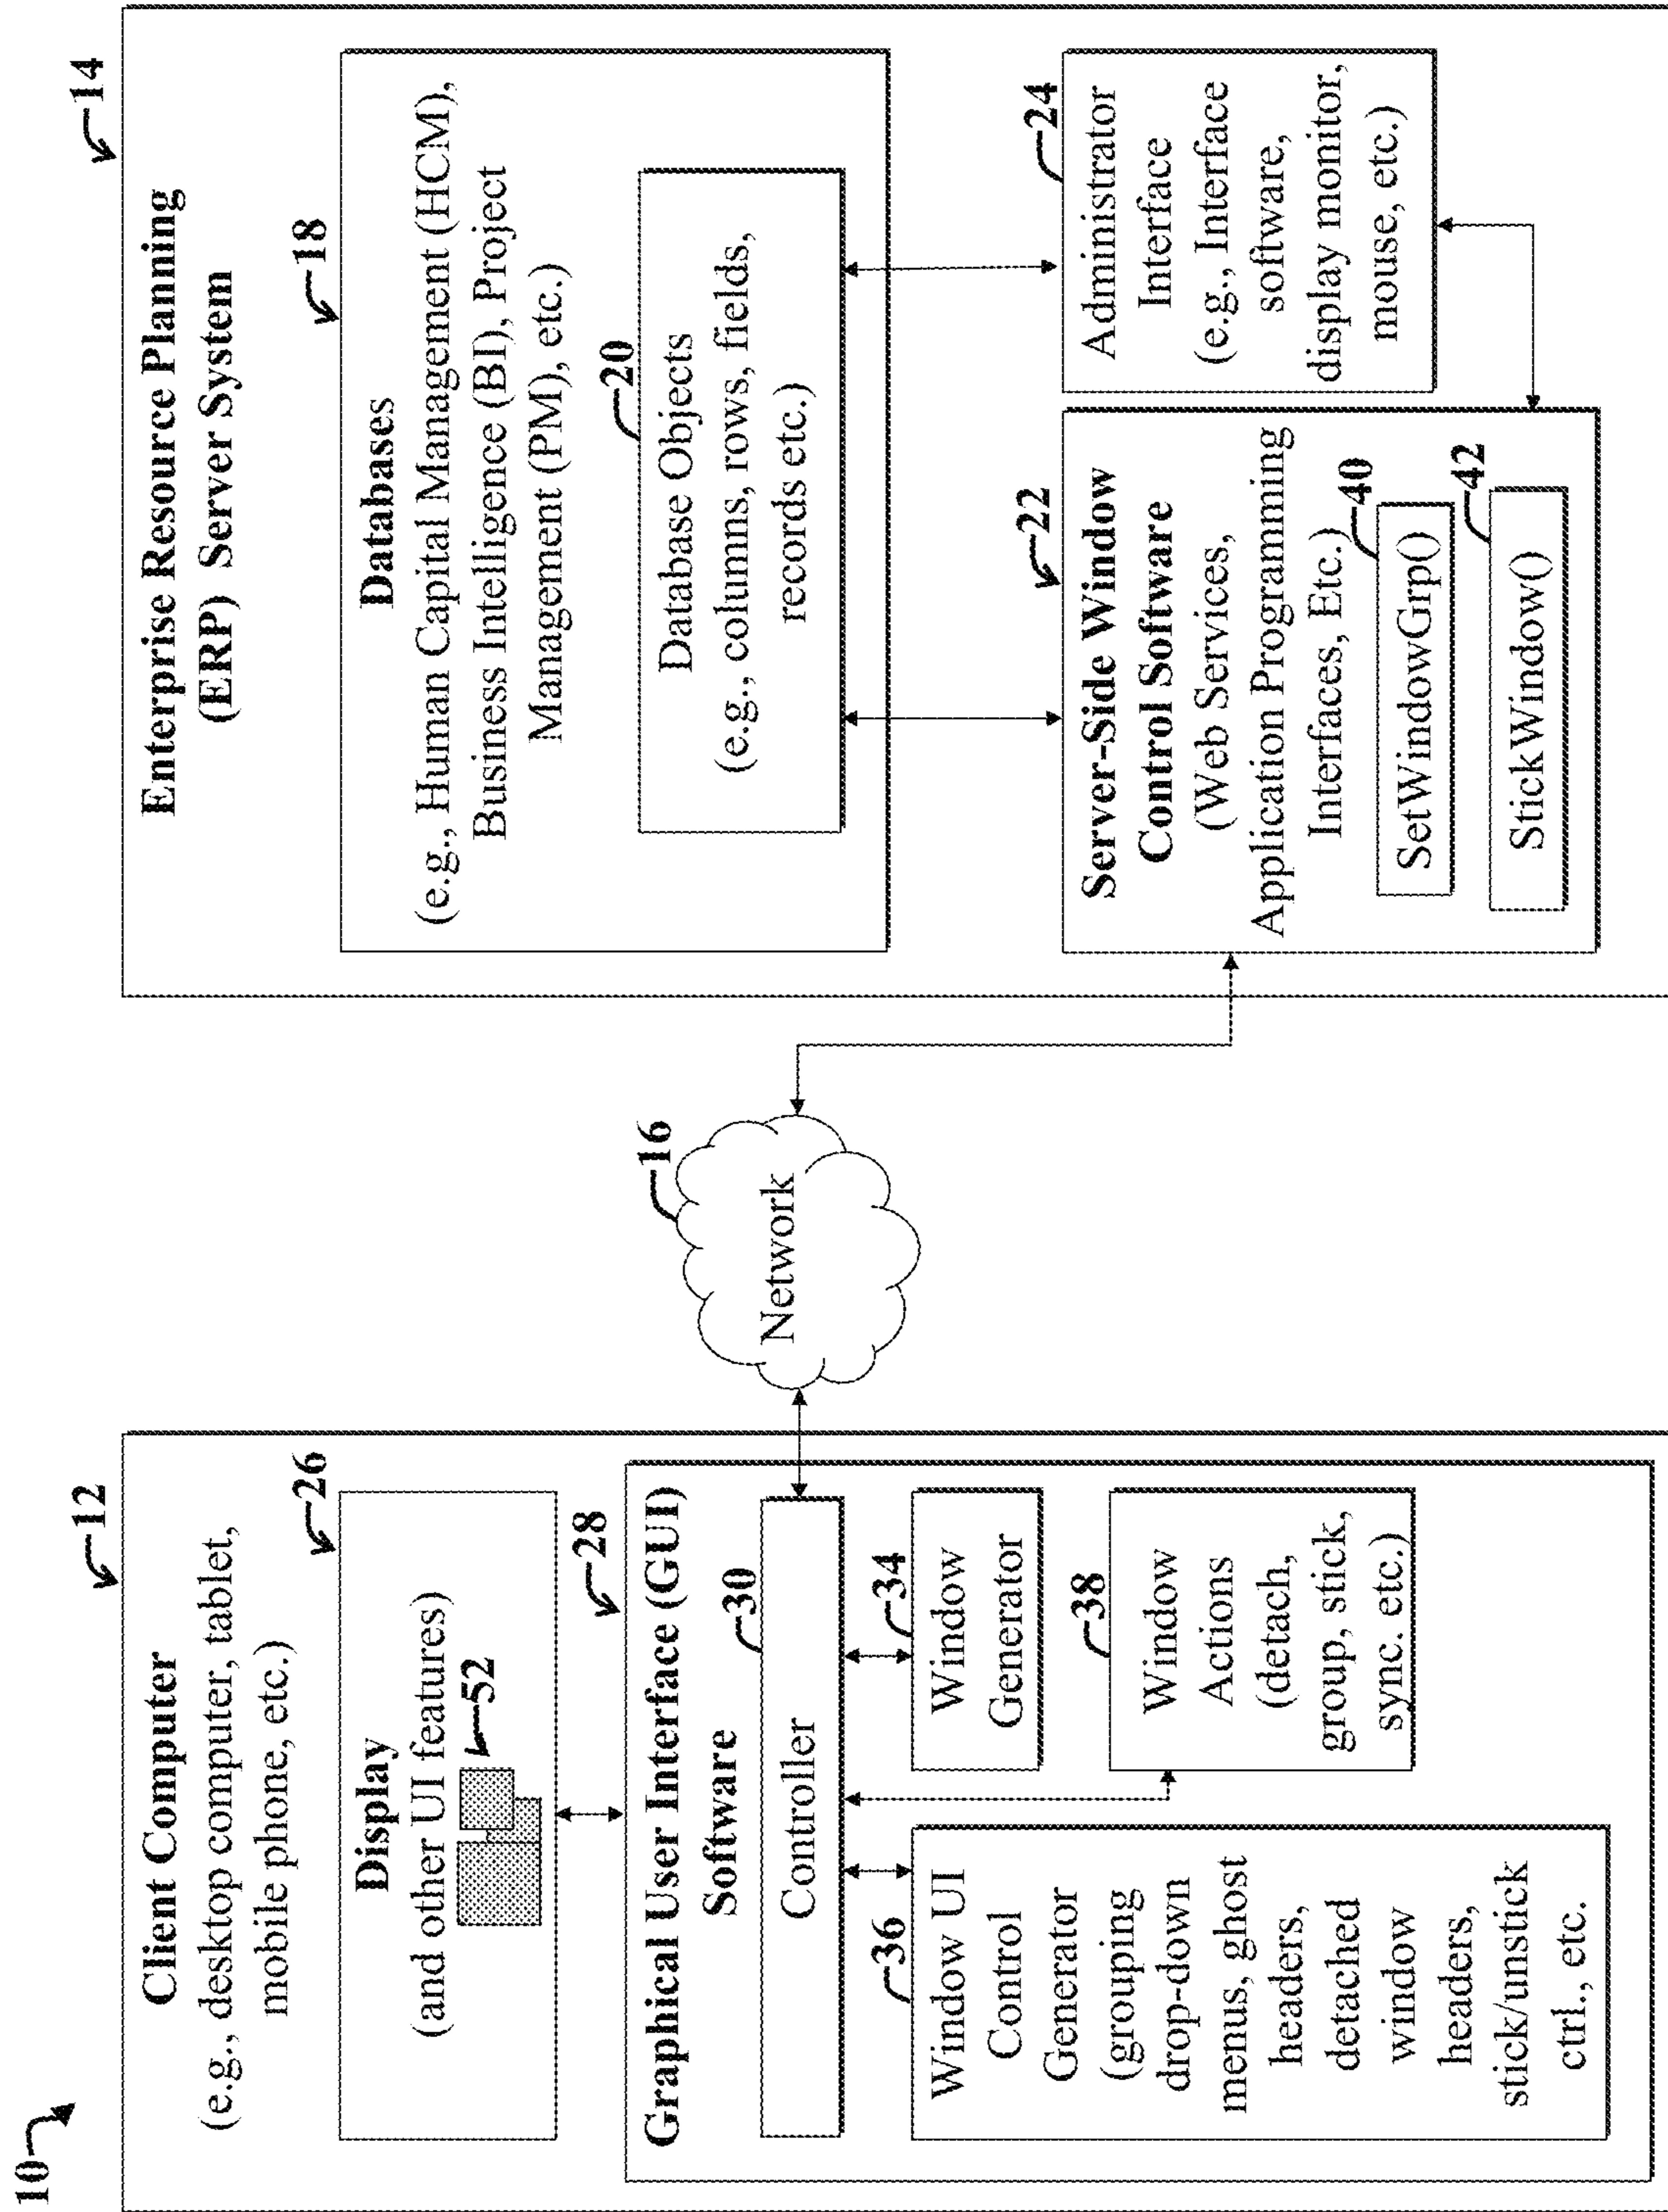 10
12
Client Computer
(e.g., desktop computer, tablet,
mobile phone, etc.)
26
Display
(and other UI features)
52
28
Graphical User Interface (GUI)
Software
30
Controller
36
Window UI
Control
Generator
(grouping
drop-down
menus, ghost
headers,
detached
window
headers,
stick/unstick
ctrl., etc.
34
Window
Generator
38
Window
Actions
(detach,
group, stick,
sync. etc.)
16
Network
14
Enterprise Resource Planning
(ERP) Server System
18
Databases
(e.g., Human Capital Management (HCM),
Business Intelligence (BI), Project
Management (PM), etc.)
20
Database Objects
(e.g., columns, rows, fields,
records etc.)
22
Server-Side Window
Control Software
(Web Services,
Application Programming
Interfaces, Etc.)
40
SetWindowGrp()
42
StickWindow()
24
Administrator
Interface
(e.g., Interface
software,
display monitor,
mouse, etc.)